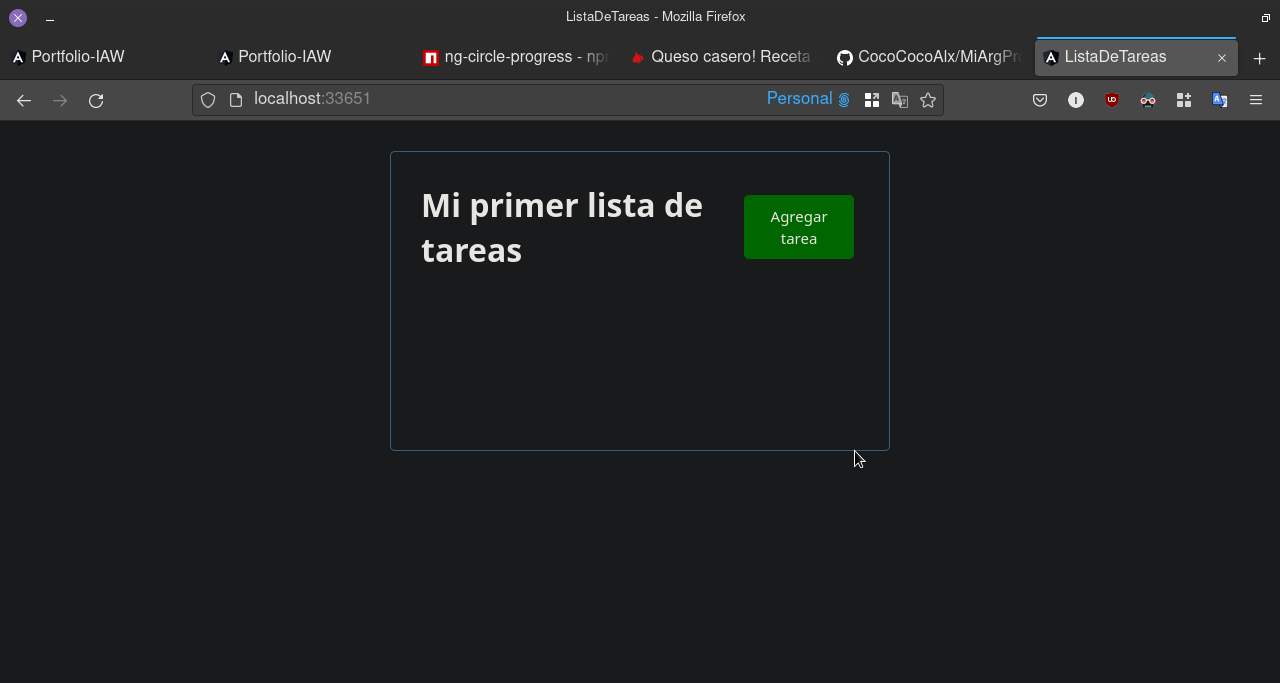 ListaDeTareas - Mozilla Firefox
Portfolio-IAW
Portfolio-IAW
ng-circle-progress - np
Queso casero! Receta
CocoCocoAlx/MiArgPr
ListaDeTareas
localhost:33651
Personal
Mi primer lista de
tareas
Agregar
tarea